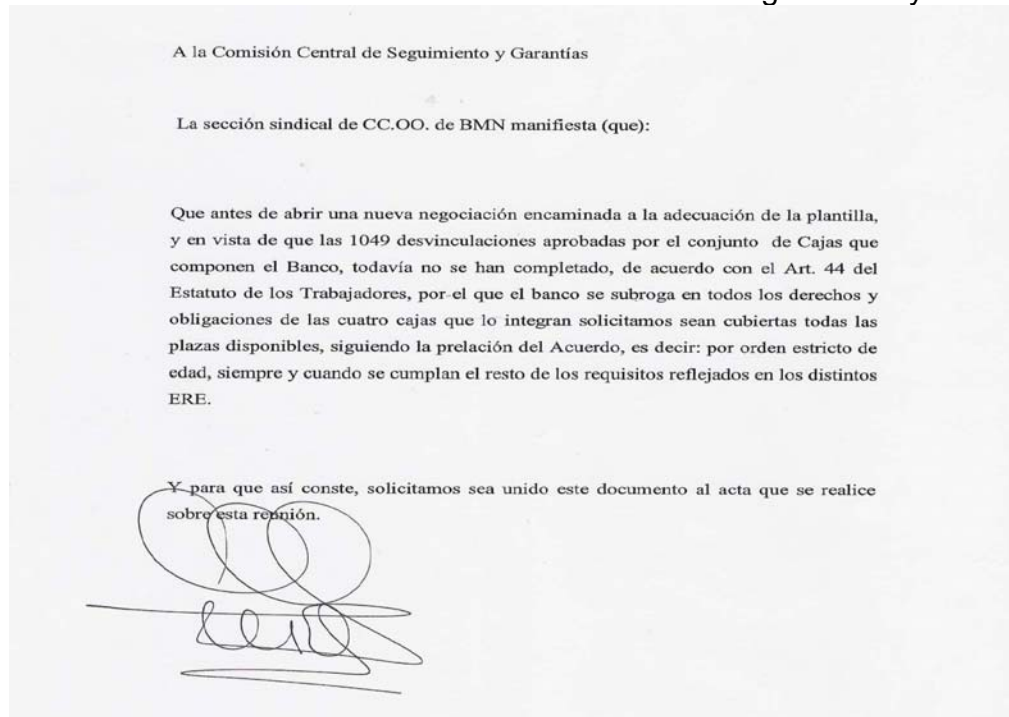 A la Comisión Central de Seguimiento y Garantías
La sección sindical de CC.OO. de BMN manifiesta (que):
Que antes de abrir una nueva negociación encaminada a la adecuación de la plantilla,
y en vista de que las 1049 desvinculaciones aprobadas por el conjunto de Cajas que
componen el Banco, todavía no se han completado, de acuerdo con el Art. 44 del
Estatuto de los Trabajadores, por el que el banco se subroga en todos los derechos y
obligaciones de las cuatro cajas que lo integran solicitamos sean cubiertas todas las
plazas disponibles, siguiendo la prelación del Acuerdo, es decir: por orden estricto de
edad, siempre y cuando se cumplan el resto de los requisitos reflejados en los distintos
ERE.
Y para que así conste, solicitamos sea unido este documento al acta que se realice
sobre esta reunión.